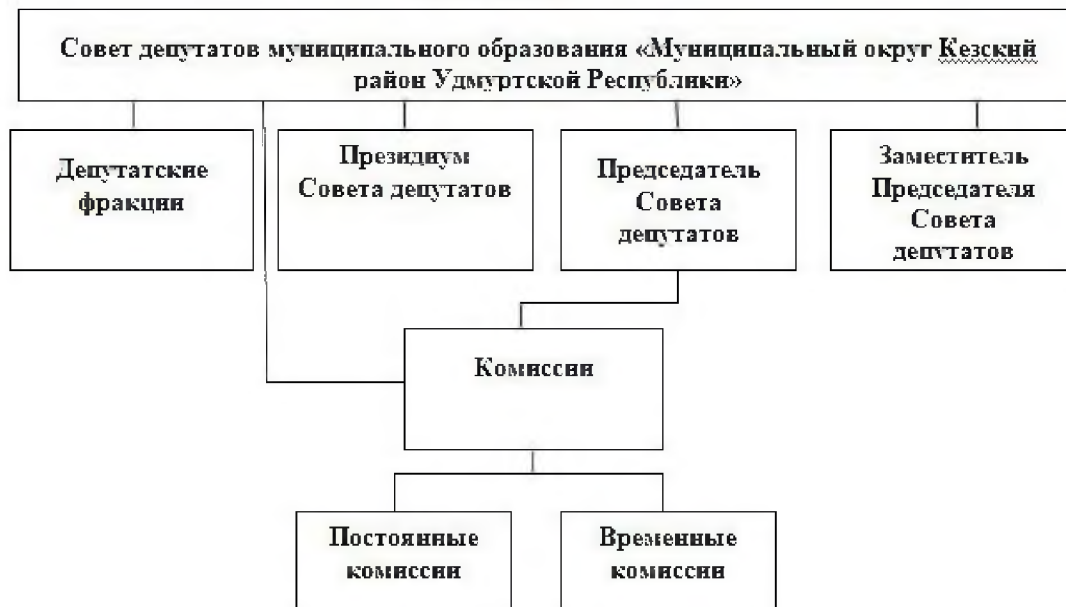 Совет депутатов муниципального образования «Муниципальный округ Кезский
район Удмуртской Республики»
Депутатские
фракции
Президиум
Совета депутатов
Председатель
Совета
депутатов
Заместитель
Председателя
Совета
депутатов
Комиссии
Постоянные
комиссии
Временные
комиссии